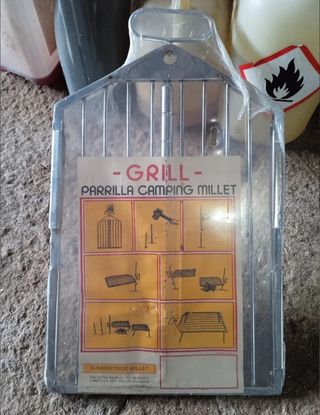 - GRILL -
PARRILLA CAMPING MILLET
SUMINISTROS MILLET